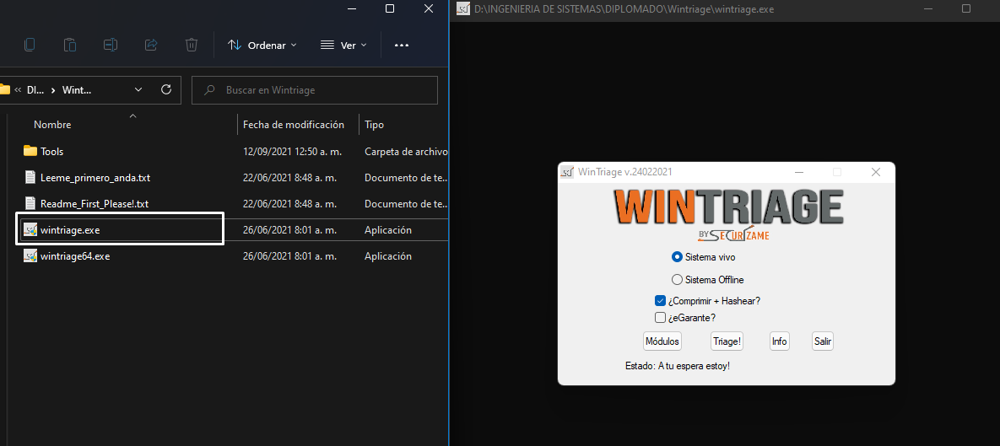 Ordenar
Ver
DI...
Wint...
Buscar en Wintriage
Nombre
Fecha de modificación
Tipo
Tools
12/09/2021 12:50 a. m.
Carpeta de archivo
Leeme_primero_anda.txt
22/06/2021 8:48 a. m.
Documento de te...
Readme_First_Please!.txt
22/06/2021 8:48 a. m.
Documento de te...
wintriage.exe
26/06/2021 8:01 a. m.
Aplicación
wintriage64.exe
26/06/2021 8:01 a. m.
Aplicación
D:\INGENIERIA DE SISTEMAS\DIPLOMADO\Wintriage\wintriage.exe
WinTriage v.24022021
WINTRIAGE
BY SECURÍZAME
Sistema vivo
Sistema Offline
¿Comprimir + Hashear?
¿eGarante?
Módulos
Triage!
Info
Salir
Estado: A tu espera estoy!